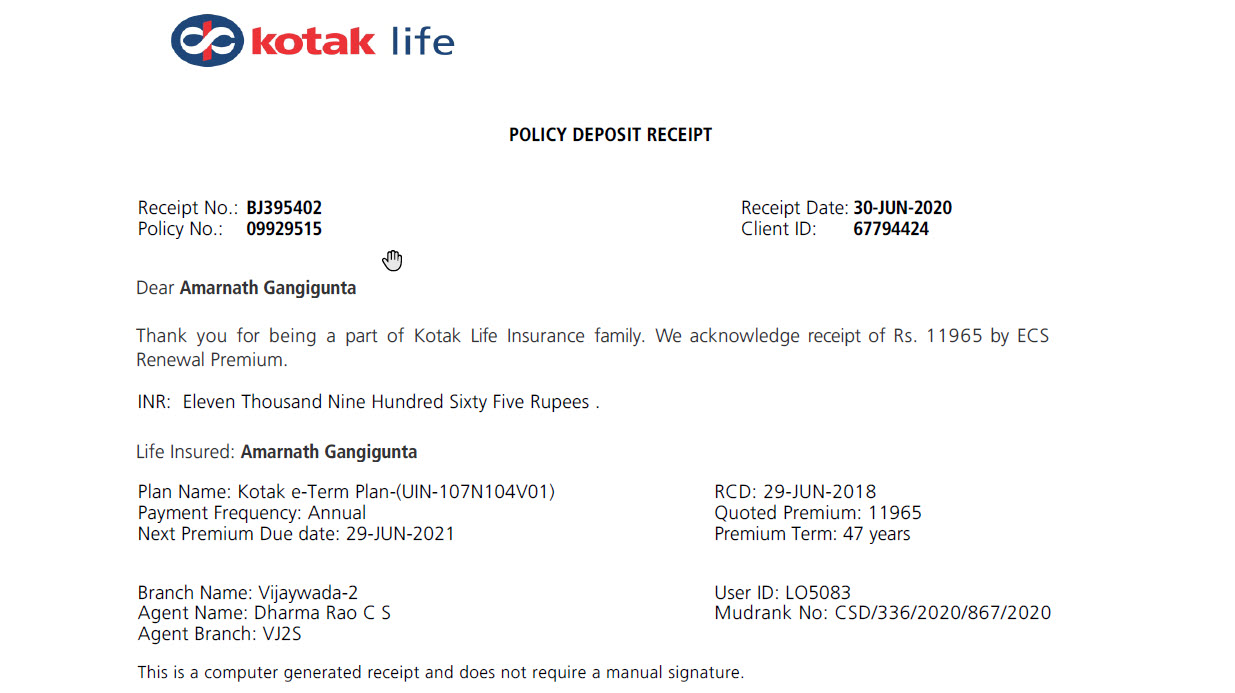 kotak life
POLICY DEPOSIT RECEIPT
Receipt No.: BJ395402 Receipt Date: 30-JUN-2020
Policy No.: 09929515 Client ID: 67794424
Dear Amarnath Gangigunta
Thank you for being a part of Kotak Life Insurance family. We acknowledge receipt of Rs. 11965 by ECS
Renewal Premium.
INR: Eleven Thousand Nine Hundred Sixty Five Rupees .
Life Insured: Amarnath Gangigunta
Plan Name: Kotak e-Term Plan-(UIN-107N104V01) RCD: 29-JUN-2018
Payment Frequency: Annual Quoted Premium: 11965
Next Premium Due date: 29-JUN-2021 Premium Term: 47 years
Branch Name: Vijaywada-2 User ID: LO5083
Agent Name: Dharma Rao C S Mudrank No: CSD/336/2020/867/2020
Agent Branch: VJ2S
This is a computer generated receipt and does not require a manual signature.